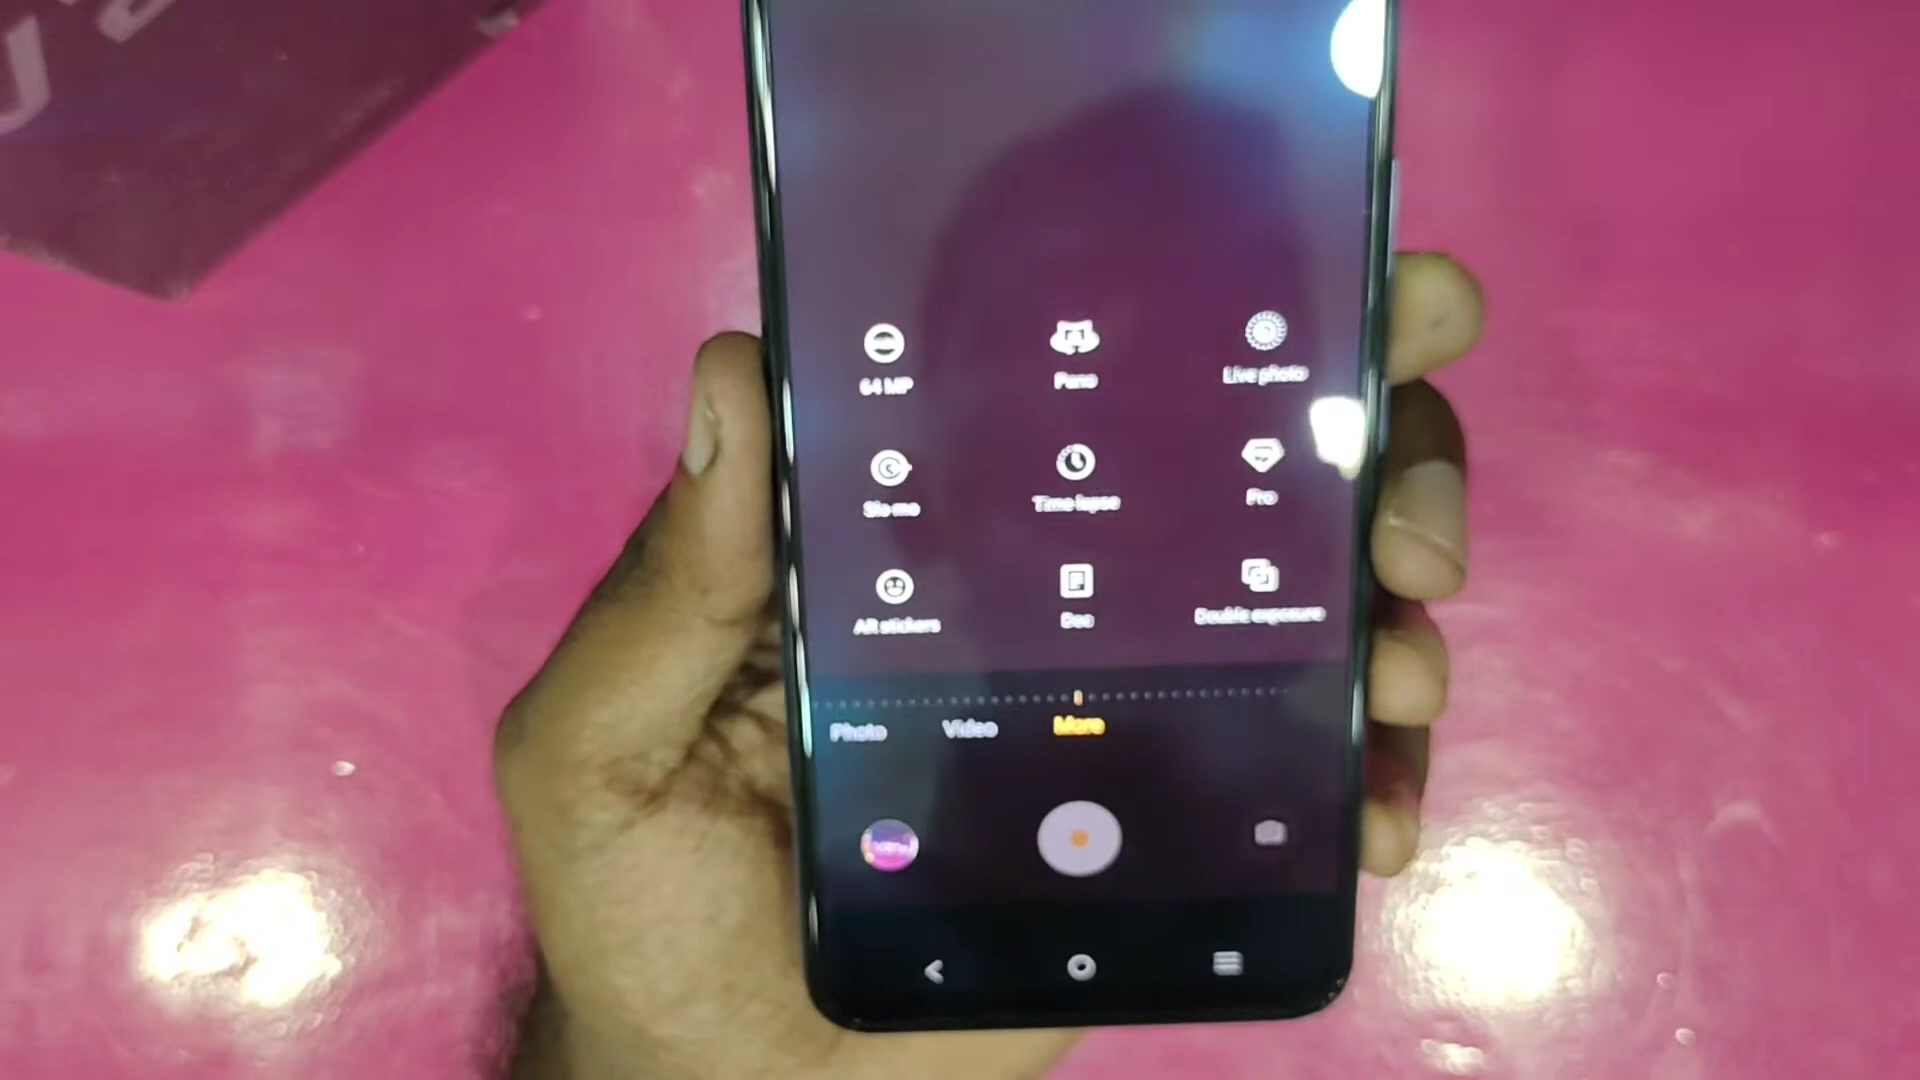 64 MP Pano Live photo
Slo-mo Time lapse Pro
AR stickers Doc Double exposure
Photo Video More